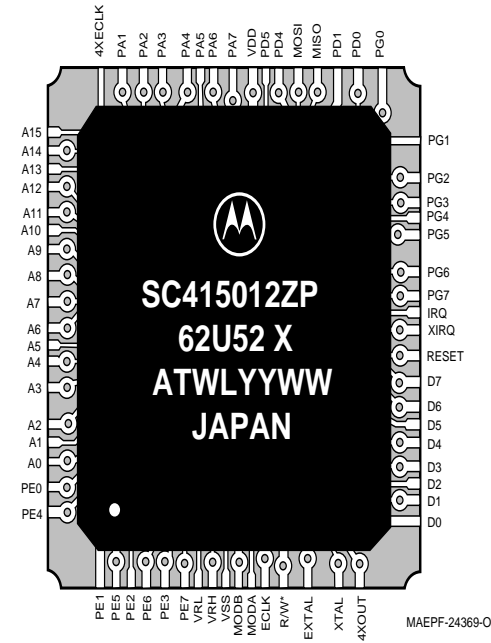 4XECLK
PA1
PA2
PA3
PA4
PA5
PA6
PA7
VDD
PD5
PD4
MOSI
MISO
PD1
PD0
PG0
A15
A14
A13
A12
A11
A10
A9
A8
A7
A6
A5
A4
A3
A2
A1
A0
PE0
PE4
SC415012ZP
62U52 X
ATWLYYWW
JAPAN
PG1
PG2
PG3
PG4
PG5
PG6
PG7
IRQ
XIRQ
RESET
D7
D6
D5
D4
D3
D2
D1
D0
PE1
PE5
PE2
PE6
PE3
PE7
VRL
VRH
VSS
MODB
MODA
ECLK
R/W*
EXTAL
XTAL
4XOUT
MAEPF-24369-O